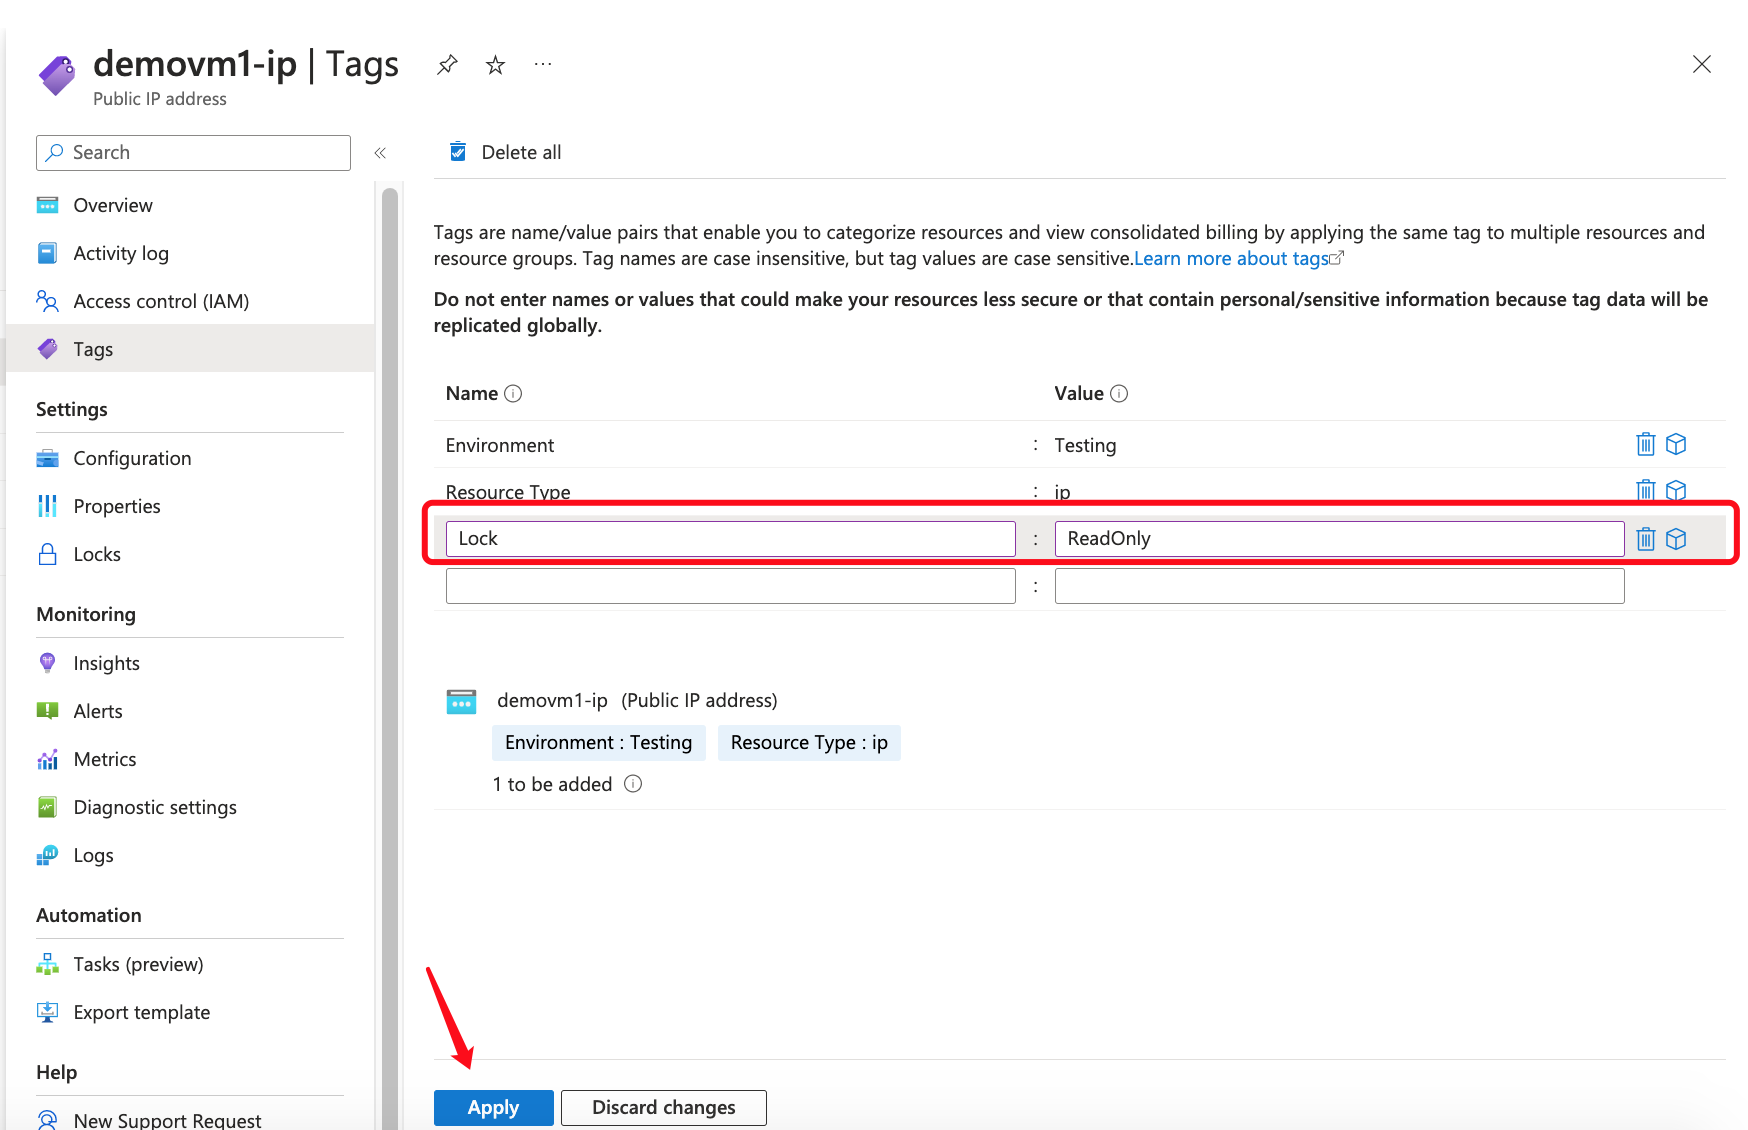 demovm1-ip | Tags
Public IP address
Search
Overview
Activity log
Access control (IAM)
Tags
Settings
Configuration
Properties
Locks
Monitoring
Insights
Alerts
Metrics
Diagnostic settings
Logs
Automation
Tasks (preview)
Export template
Help
New Support Request
Delete all
Tags are name/value pairs that enable you to categorize resources and view consolidated billing by applying the same tag to multiple resources and
resource groups. Tag names are case insensitive, but tag values are case sensitive.Learn more about tags
Do not enter names or values that could make your resources less secure or that contain personal/sensitive information because tag data will be
replicated globally.
Name Value
Environment : Testing
Resource Type : ip
Lock : ReadOnly
:
demovm1-ip (Public IP address)
Environment : Testing Resource Type : ip
1 to be added
Apply Discard changes